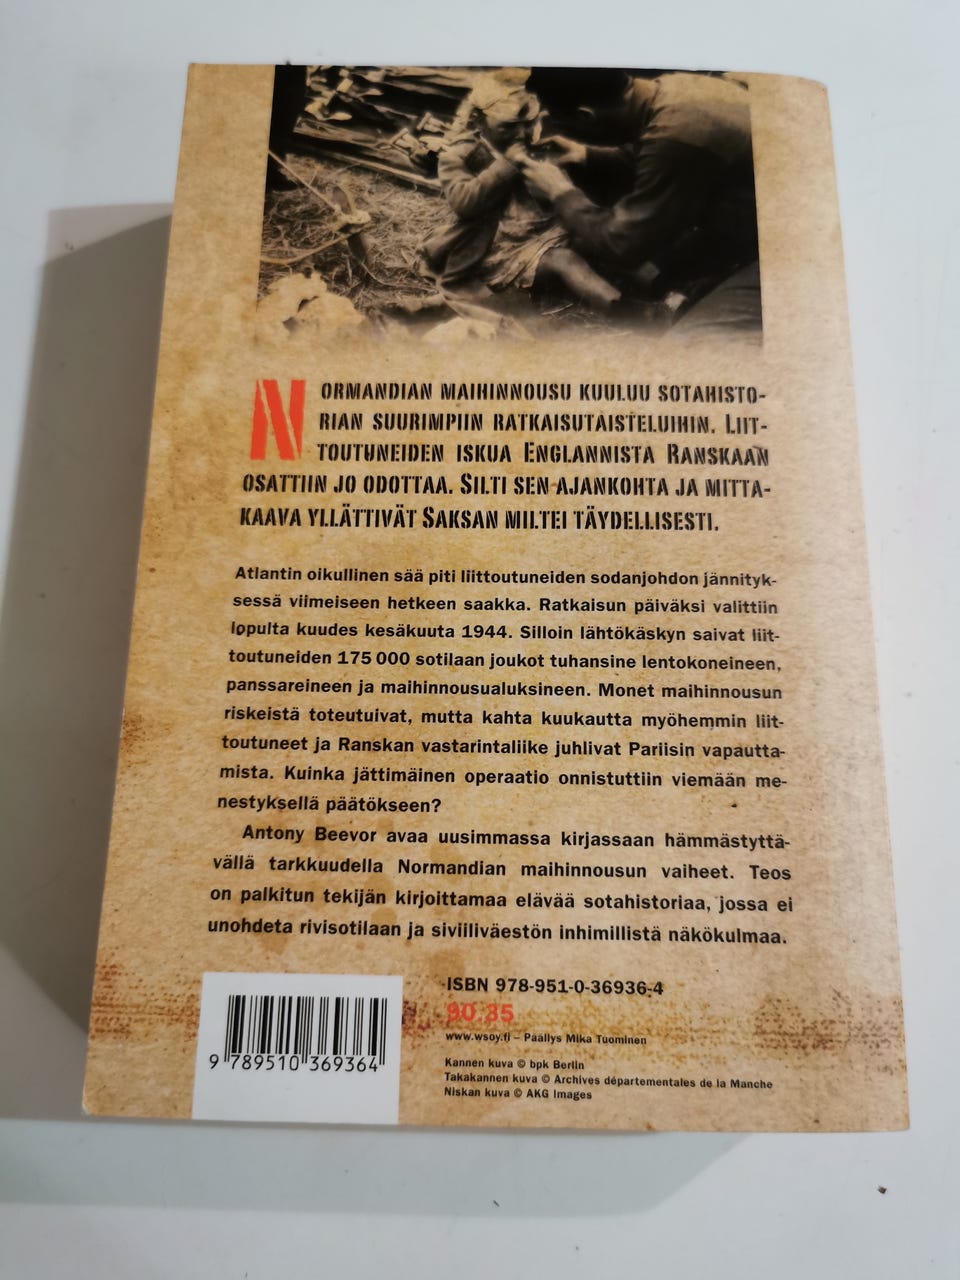 NORMANDIAN MAIHINNOUSU KUULUU SOTAHISTO-
RIAN SUURIMPIIN RATKAISUTAISTELUIHIN. LIIT-
TOUTUNEIDEN ISKUA ENGLANNISTA RANSKAAN
OSATTIIN JO ODOTTAA. SILTI SEN AJANKOHTA JA MITTA-
KAAVA YLLÄTTIVÄT SAKSAN MILTEI TÄYDELLISESTI.
Atlantin oikullinen sää piti liittoutuneiden sodanjohdon jännityk-
sessä viimeiseen hetkeen saakka. Ratkaisun päiväksi valittiin
lopulta kuudes kesäkuuta 1944. Silloin lähtökäskyn saivat liit-
toutuneiden 175 000 sotilaan joukot tuhansine lentokoneineen,
panssareineen ja maihinnousualuksineen. Monet maihinnousun
riskeistä toteutuivat, mutta kahta kuukautta myöhemmin liit-
toutuneet ja Ranskan vastarintaliike juhlivat Pariisin vapautta-
mista. Kuinka jättimäinen operaatio onnistuttiin viemään me-
nestyksellä päätökseen?
Antony Beevor avaa uusimmassa kirjassaan hämmästyttä-
vällä tarkkuudella Normandian maihinnousun vaiheet. Teos
on palkitun tekijän kirjoittamaa elävää sotahistoriaa, jossa ei
unohdeta rivisotilaan ja siviiliväestön inhimillistä näkökulmaa.
ISBN 978-951-0-36936-4
90.35
www.wsoy.fi – Päällys Mika Tuominen
Kannen kuva © bpk Berlin
Takakannen kuva © Archives départementales de la Manche
Niskan kuva © AKG Images
9 789510 369364